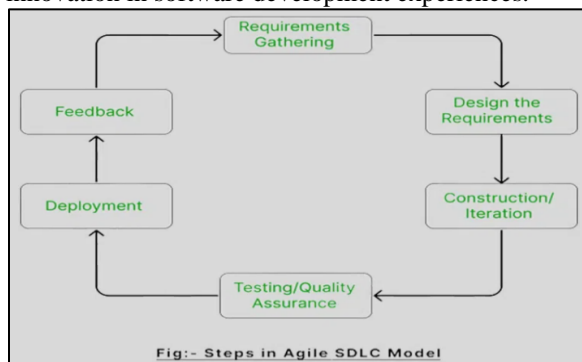 innovation in software development experiences.
Requirements
Gathering
Feedback
Design the
Requirements
Deployment
Construction/
Iteration
Testing/Quality
Assurance
Fig:- Steps in Agile SDLC Model